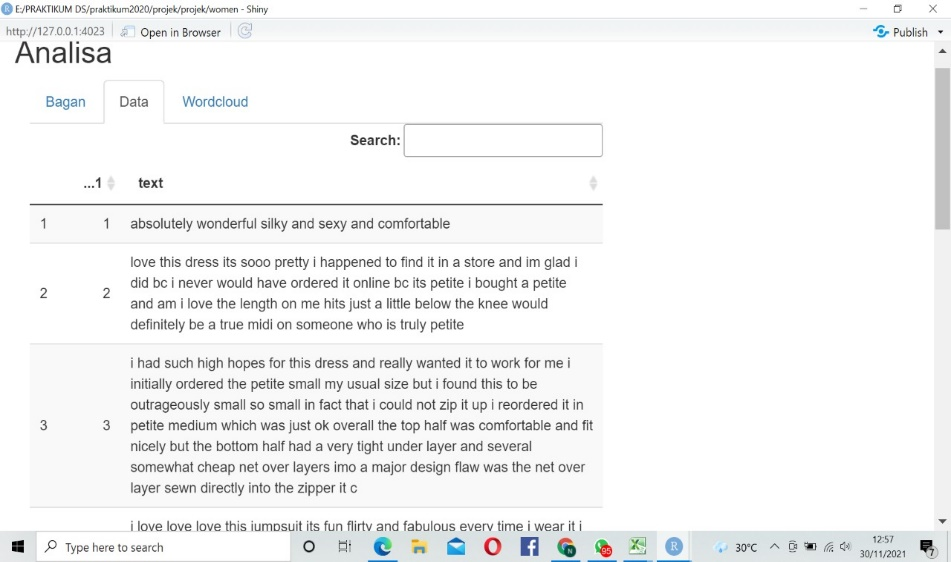 E:/PRAKTIKUM DS/praktikum2020/projek/projek/women - Shiny
http://127.0.0.1:4023 Open in Browser Publish
Analisa
Bagan Data Wordcloud
Search:
...1 text
1 1 absolutely wonderful silky and sexy and comfortable
2 2 love this dress its sooo pretty i happened to find it in a store and im glad i
did bc i never would have ordered it online bc its petite i bought a petite
and am i love the length on me hits just a little below the knee would
definitely be a true midi on someone who is truly petite
3 3 i had such high hopes for this dress and really wanted it to work for me i
initially ordered the petite small my usual size but i found this to be
outrageously small so small in fact that i could not zip it up i reordered it in
petite medium which was just ok overall the top half was comfortable and fit
nicely but the bottom half had a very tight under layer and several
somewhat cheap net over layers imo a major design flaw was the net over
layer sewn directly into the zipper it c
i love love love this jumpsuit its fun flirty and fabulous every time i wear it i
Type here to search
95
30°C
12:57
30/11/2021
7